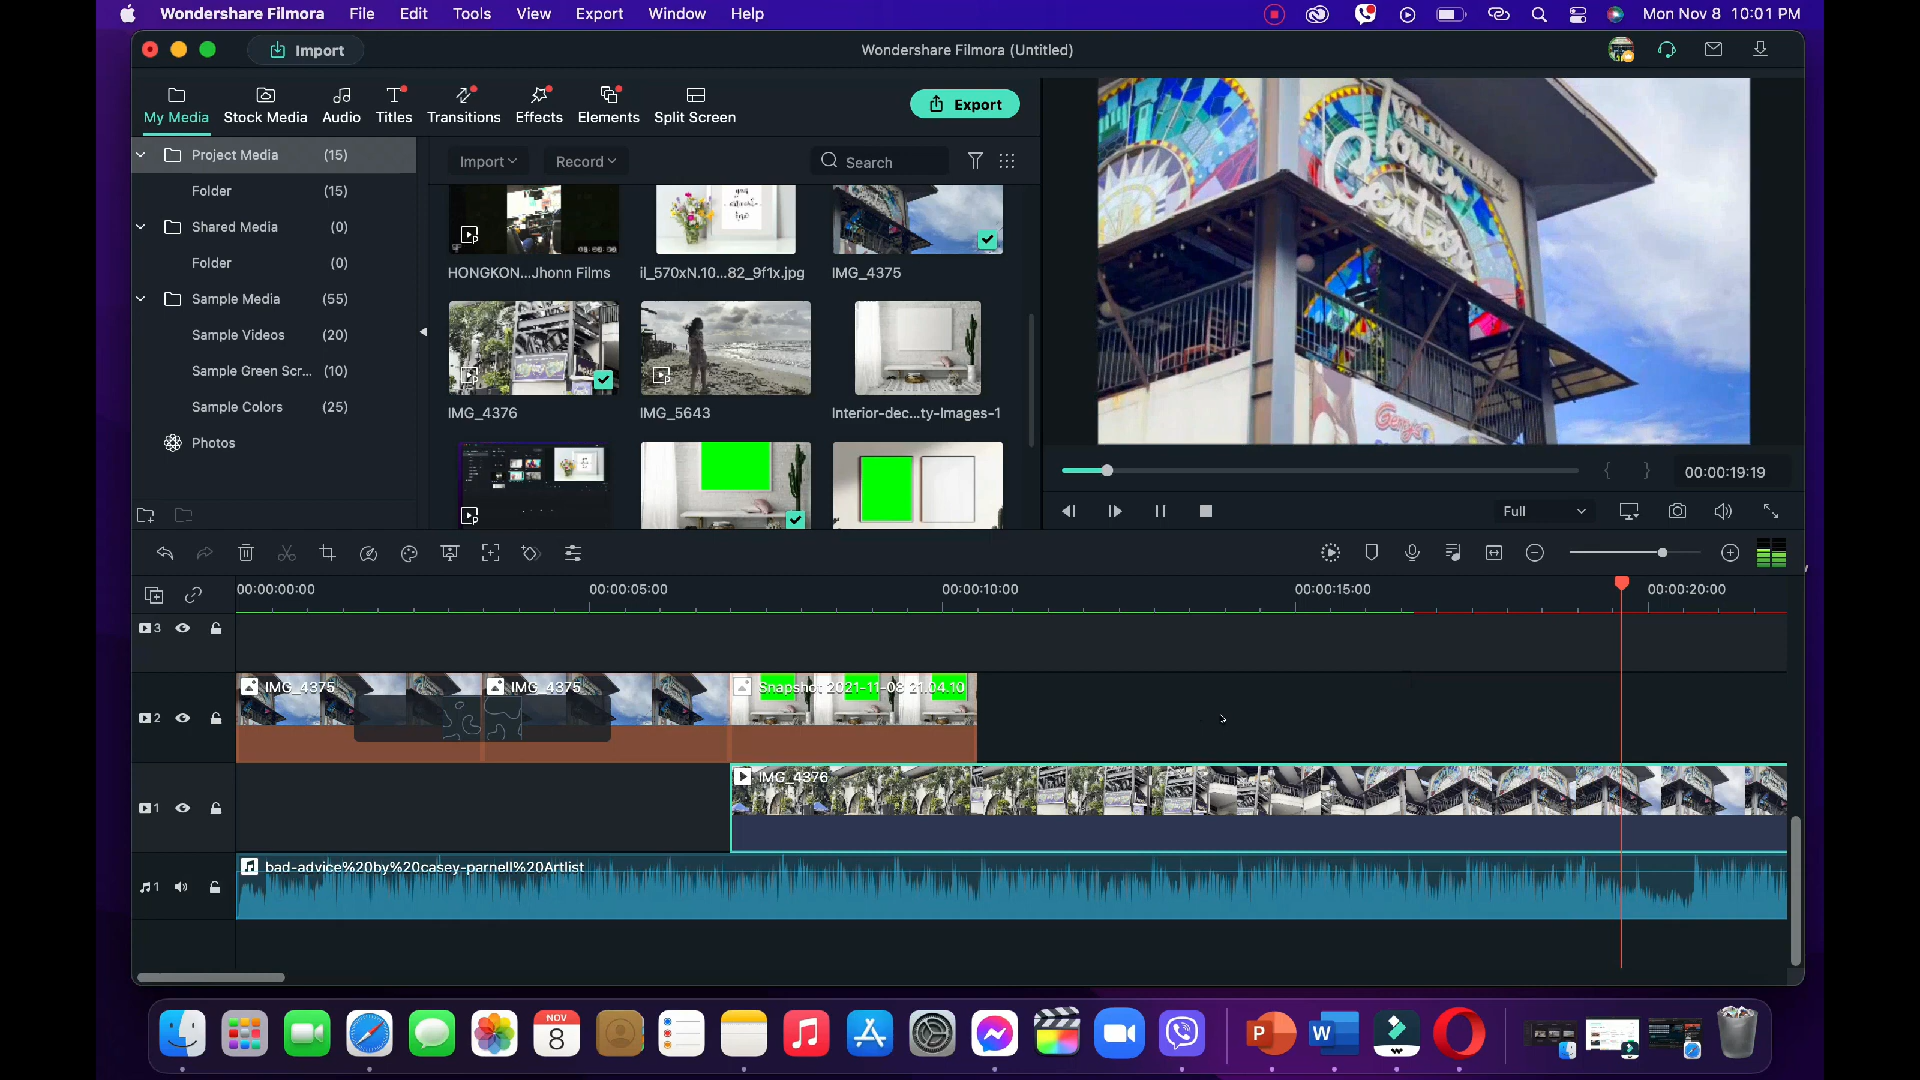 Wondershare Filmora File Edit Tools View Export Window Help
Mon Nov 8 10:01 PM
Import
Wondershare Filmora (Untitled)
My Media
Stock Media
Audio
Titles
Transitions
Effects
Elements
Split Screen
Export
Project Media (15)
Folder (15)
Shared Media (0)
Folder (0)
Sample Media (55)
Sample Videos (20)
Sample Green Scr... (10)
Sample Colors (25)
Photos
Import
Record
Search
HONGKON...Jhonn Films
il_570xN.10...82_9f1x.jpg
IMG_4375
IMG_4376
IMG_5643
Interior-dec...ty-Images-1
Town
Center
00:00:19:19
Full
00:00:00:00
00:00:05:00
00:00:10:00
00:00:15:00
00:00:20:00
3
2
IMG_4375
IMG_4375
Snapshot 2021-11-08 21.04.10
1
IMG_4376
1
bad-advice%20by%20casey-parnell%20Artlist
NOV
8
P
W